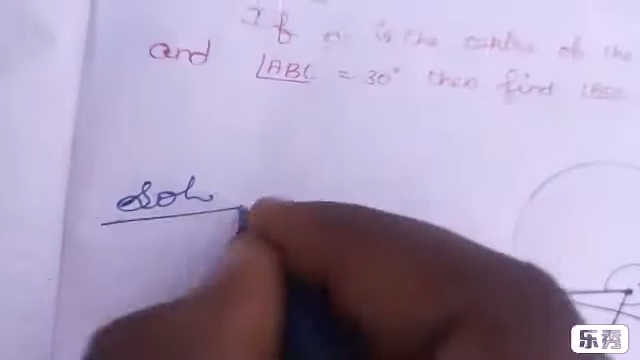 If o is the centre of the
and ∠ABC = 30° then find
Sol
乐秀